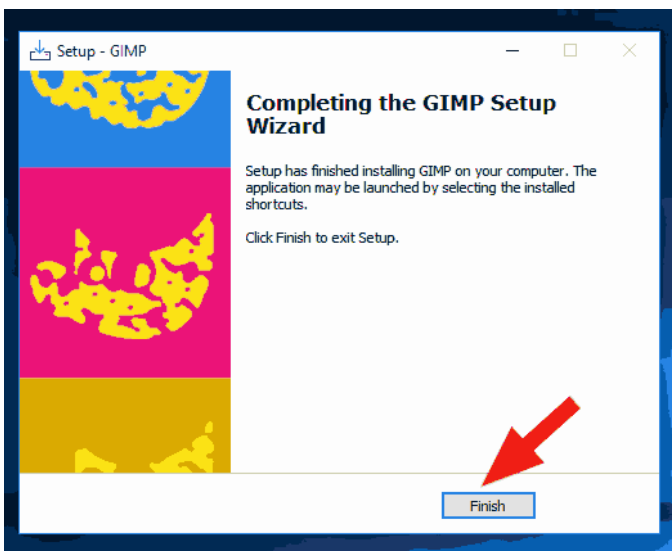 Setup - GIMP
Completing the GIMP Setup
Wizard
Setup has finished installing GIMP on your computer. The
application may be launched by selecting the installed
shortcuts.
Click Finish to exit Setup.
Finish